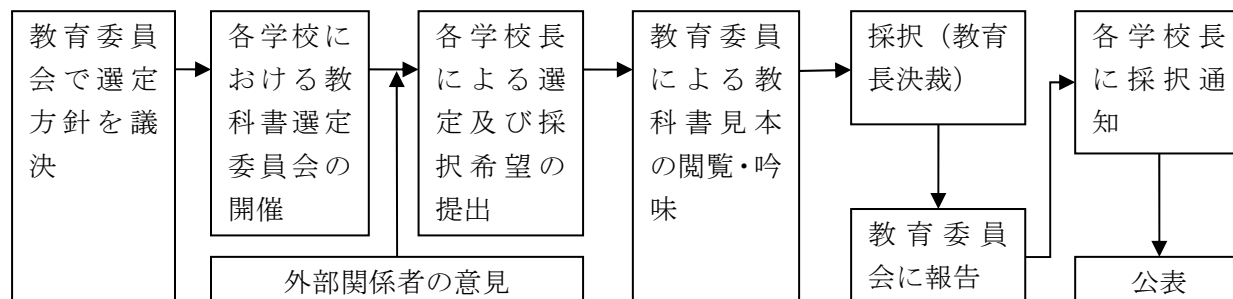 教育委員
会で選定
方針を議
決
各学校に
おける教
科書選定
委員会の
開催
各学校長
による選
定及び採
択希望の
提出
教育委員
による教
科書見本
の閲覧・吟
味
採択（教育
長決裁）
各学校長
に採択通
知
外部関係者の意見
教育委員
会に報告
公表